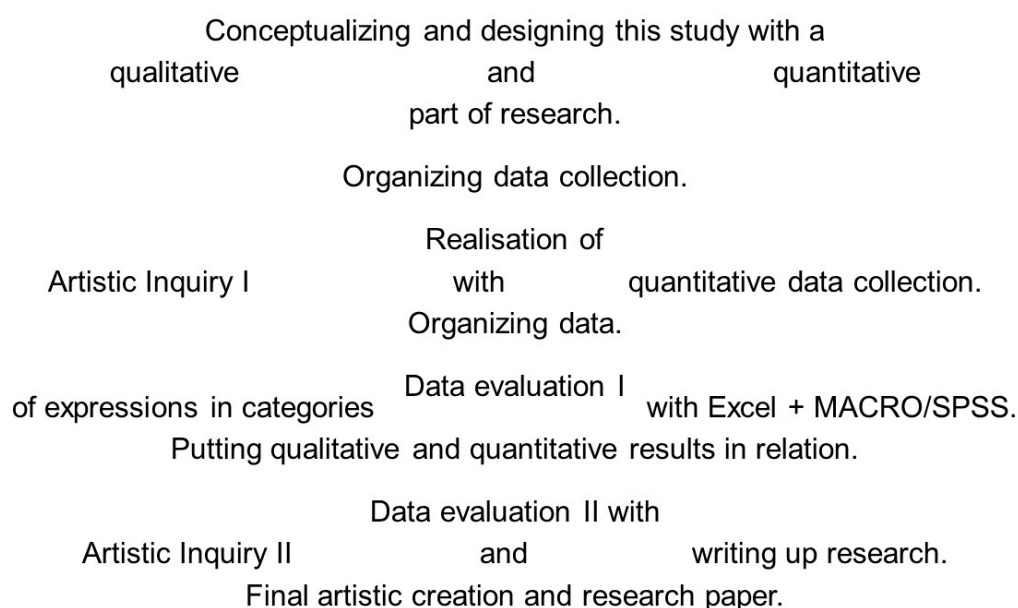 Conceptualizing and designing this study with a
qualitative and quantitative
part of research.
Organizing data collection.
Realisation of
Artistic Inquiry I with quantitative data collection.
Organizing data.
Data evaluation I
of expressions in categories with Excel + MACRO/SPSS.
Putting qualitative and quantitative results in relation.
Data evaluation II with
Artistic Inquiry II and writing up research.
Final artistic creation and research paper.